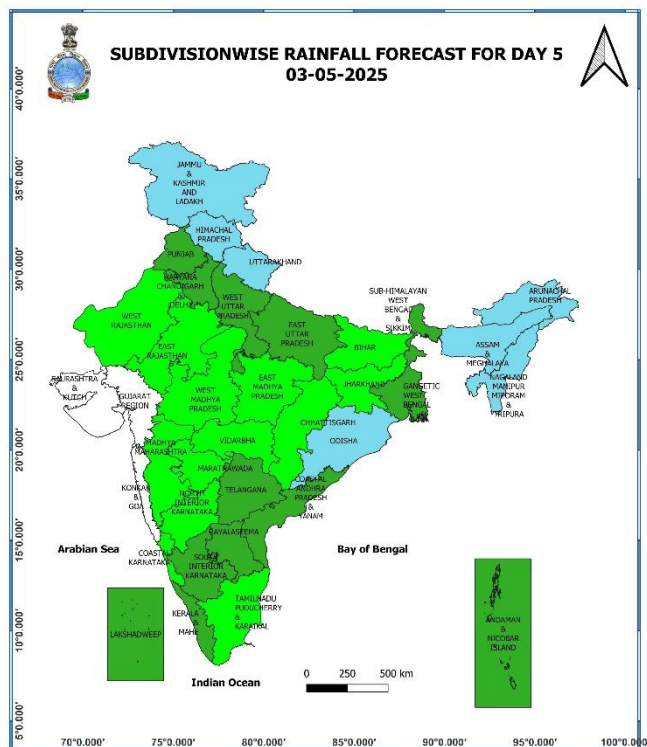 SUBDIVISIONWISE RAINFALL FORECAST FOR DAY 5
03-05-2025
40°0.000'
35°0.000'
30°0.000'
25°0.000'
20°0.000'
15°0.000'
10°0.000'
5°0.000'
JAMMU
&
KASHMIR
AND
LADAKH
HIMACHAL
PRADESH
UTTARAKHAND
PUNJAB
HARYANA
CHANDIGARH
&
DELHI
WEST
UTTAR
PRADESH
EAST
UTTAR
PRADESH
WEST
RAJASTHAN
EAST
RAJASTHAN
SUB-HIMALAYAN
WEST
BENGAL
&
SIKKIM
ARUNACHAL
PRADESH
ASSAM
&
MEGHALAYA
NAGALAND
MANIPUR
MIZORAM
&
TRIPURA
BIHAR
JHARKHAND
GANGETIC
WEST
BENGAL
SAURASHTRA
&
KUTCH
GUJARAT
REGION
WEST
MADHYA
PRADESH
EAST
MADHYA
PRADESH
CHHATTISGARH
ODISHA
MADHYA
MAHARASHTRA
VIDARBHA
MARATHWADA
KONKAN
&
GOA
NORTH
INTERIOR
KARNATAKA
TELANGANA
COASTAL
ANDHRA
PRADESH
&
YANAM
RAYALASEEMA
COASTAL
KARNATAKA
SOUTH
INTERIOR
KARNATAKA
KERALA
&
MAHE
TAMILNADU
PUDUCHERRY
&
KARAIKAL
LAKSHADWEEP
ANDAMAN
&
NICOBAR
ISLAND
Arabian Sea
Bay of Bengal
Indian Ocean
0 250 500 km
70°0.000' 75°0.000' 80°0.000' 85°0.000' 90°0.000' 95°0.000' 100°0.000'